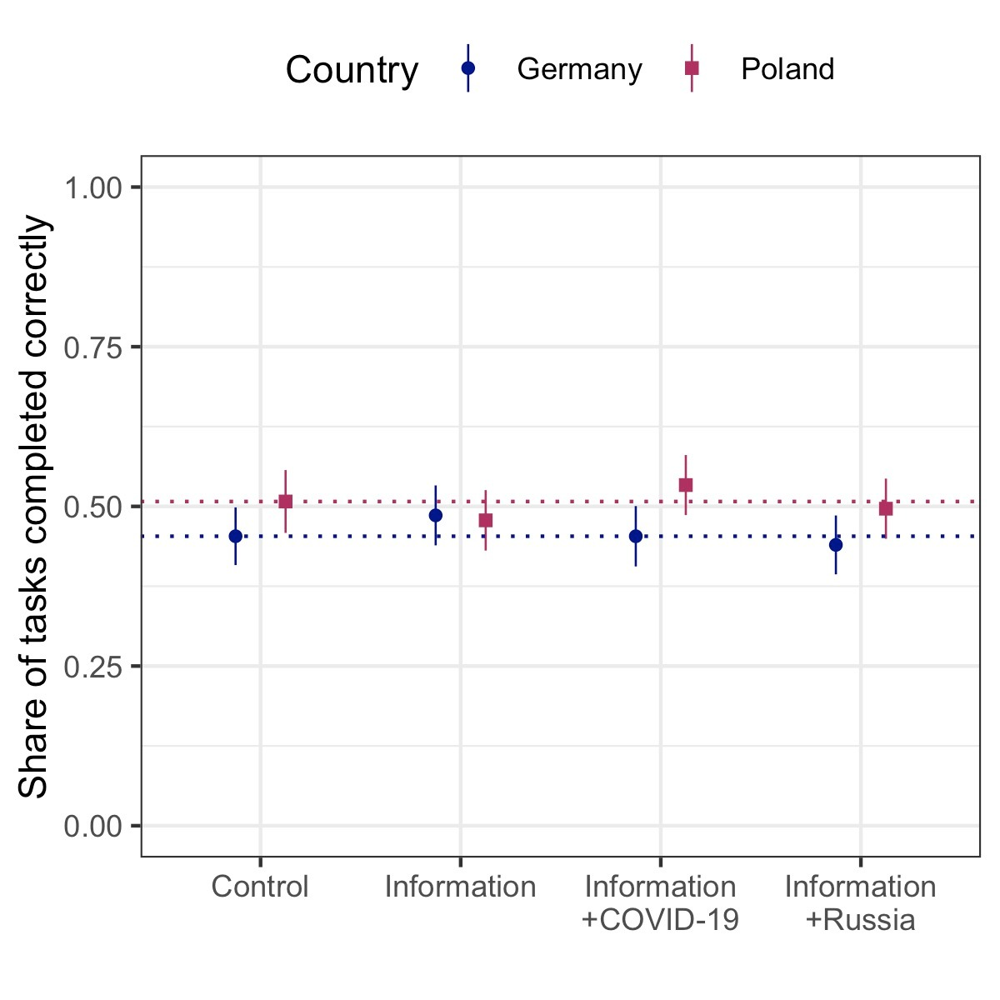 Country Germany Poland
Share of tasks completed correctly
1.00
0.75
0.50
0.25
0.00
Control Information Information Information
+COVID-19 +Russia